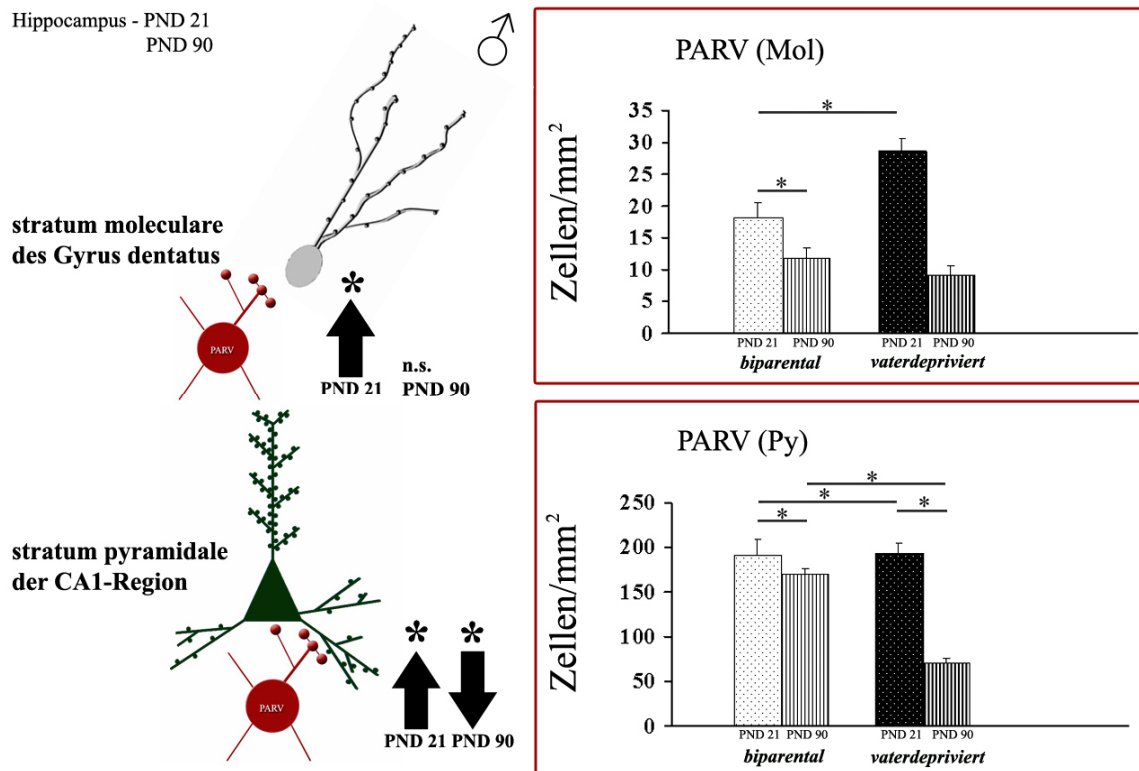 Hippocampus - PND 21
PND 90
stratum moleculare
des Gyrus dentatus
PARV
*
PND 21
n.s.
PND 90
stratum pyramidale
der CA1-Region
PARV
* *
PND 21 PND 90
PARV (Mol)
Zellen/mm²
35
30
25
20
15
10
5
0
*
*
PND 21 PND 90 PND 21 PND 90
biparental vaterdepriviert
PARV (Py)
Zellen/mm²
250
200
150
100
50
0
*
*
* *
PND 21 PND 90 PND 21 PND 90
biparental vaterdepriviert